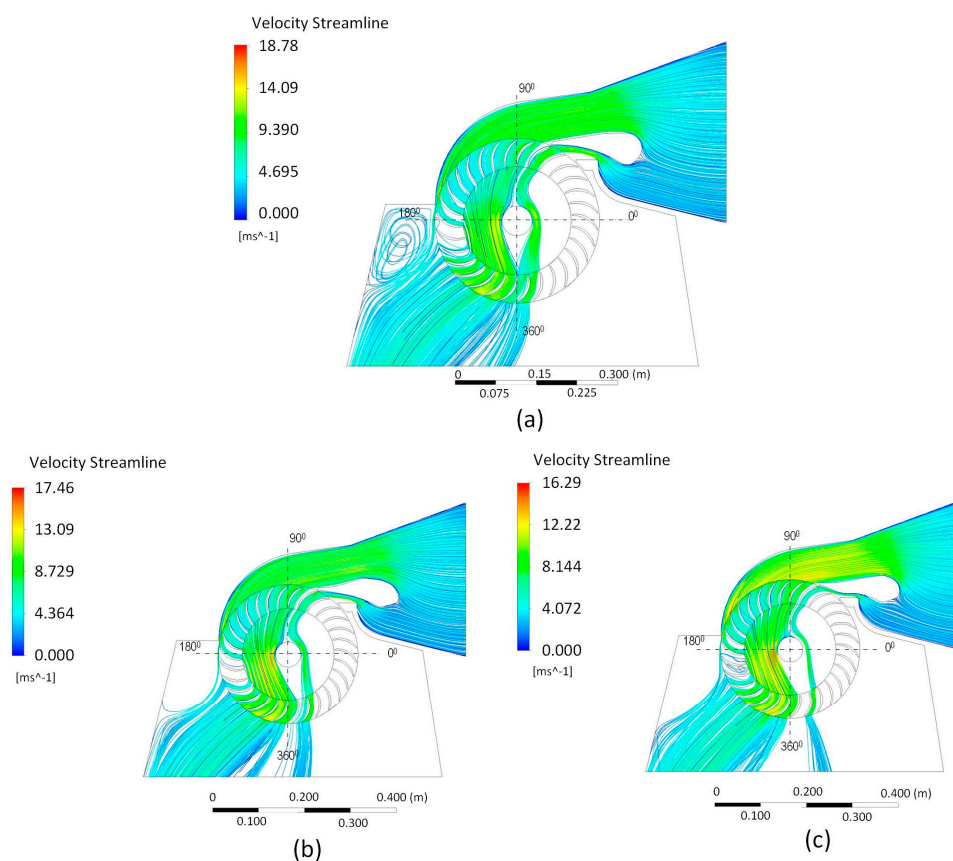 Velocity Streamline
18.78
14.09
9.390
4.695
0.000
[ms^-1]
90⁰
180⁰
0⁰
360⁰
0 0.15 0.300 (m)
0.075 0.225
(a)
Velocity Streamline
17.46
13.09
8.729
4.364
0.000
[ms^-1]
90⁰
180⁰
0⁰
360⁰
0 0.200 0.400 (m)
0.100 0.300
(b)
Velocity Streamline
16.29
12.22
8.144
4.072
0.000
[ms^-1]
90⁰
180⁰
0⁰
360⁰
0 0.200 0.400 (m)
0.100 0.300
(c)